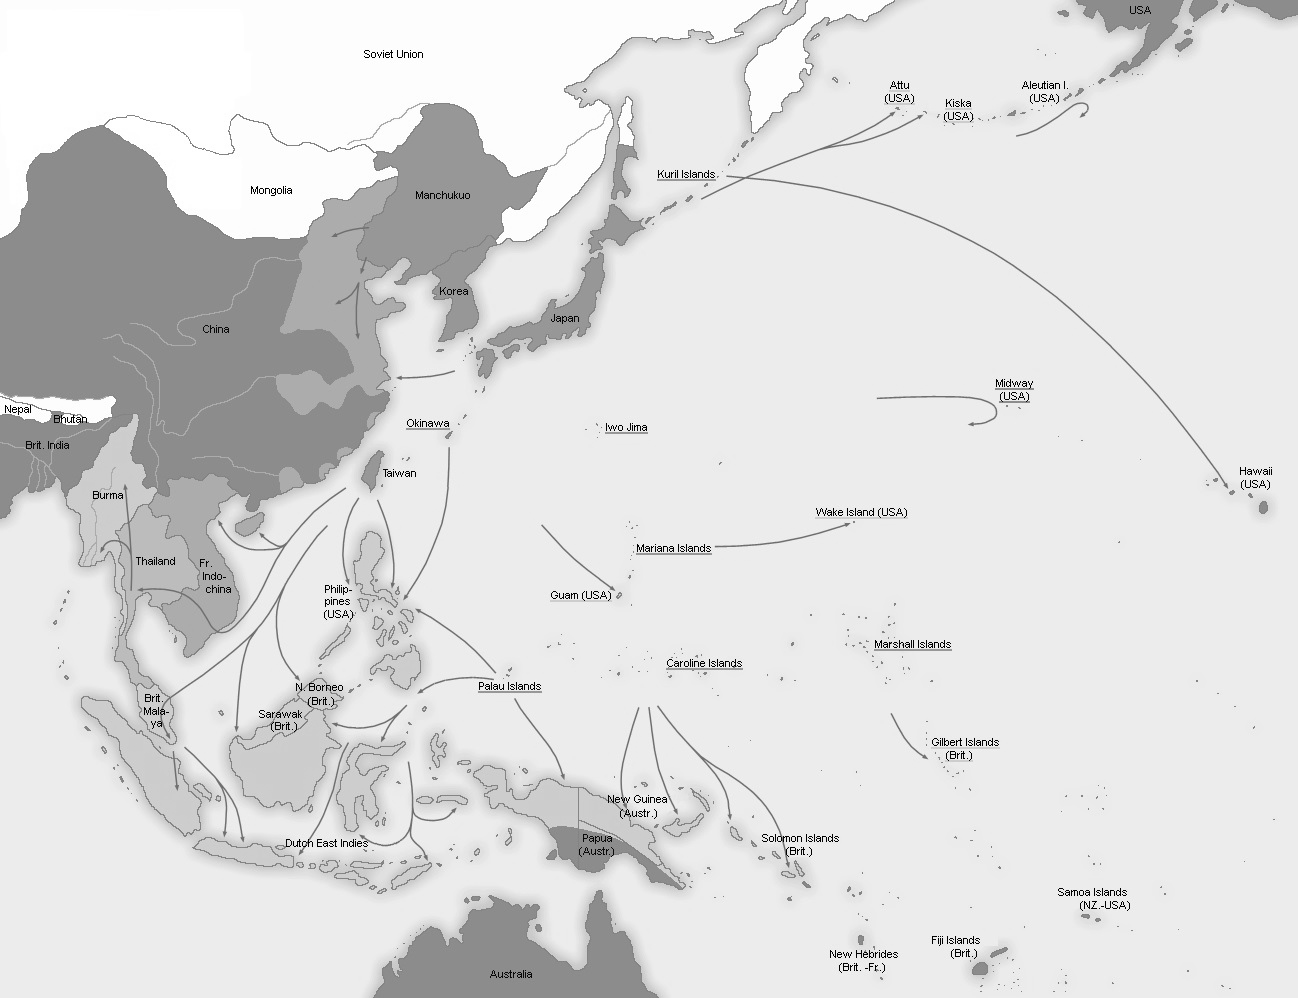 USA
Soviet Union
Attu
(USA)
Aleutian I.
(USA)
Kiska
(USA)
Kuril Islands
Mongolia
Manchukuo
Korea
Japan
China
Midway
(USA)
Nepal
Bhutan
Okinawa
Iwo Jima
Brit. India
Taiwan
Hawaii
(USA)
Burma
Wake Island (USA)
Mariana Islands
Thailand
Fr.
Indo-
china
Philip-
pines
(USA)
Guam (USA)
Marshall Islands
Caroline Islands
Palau Islands
N. Borneo
(Brit.)
Brit.
Mala-
ya
Sarawak
(Brit.)
Gilbert Islands
(Brit.)
New Guinea
(Austr.)
Dutch East Indies
Papua
(Austr.)
Solomon Islands
(Brit.)
Samoa Islands
(NZ.-USA)
Fiji Islands
(Brit.)
New Hebrides
(Brit. -Fr.)
Australia